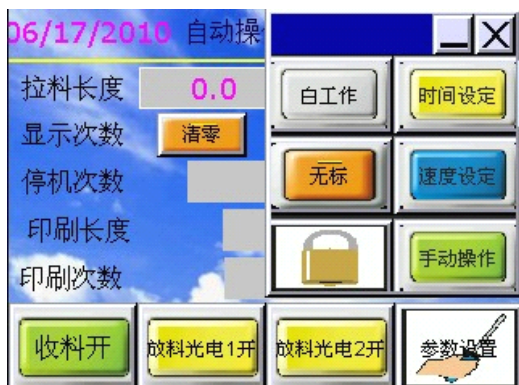 06/17/2010 自动操
拉料长度 0.0
显示次数 清零
停机次数
印刷长度
印刷次数
白工作 时间设定
无标 速度设定
手动操作
收料开 放料光电1开 放料光电2开 参数设置